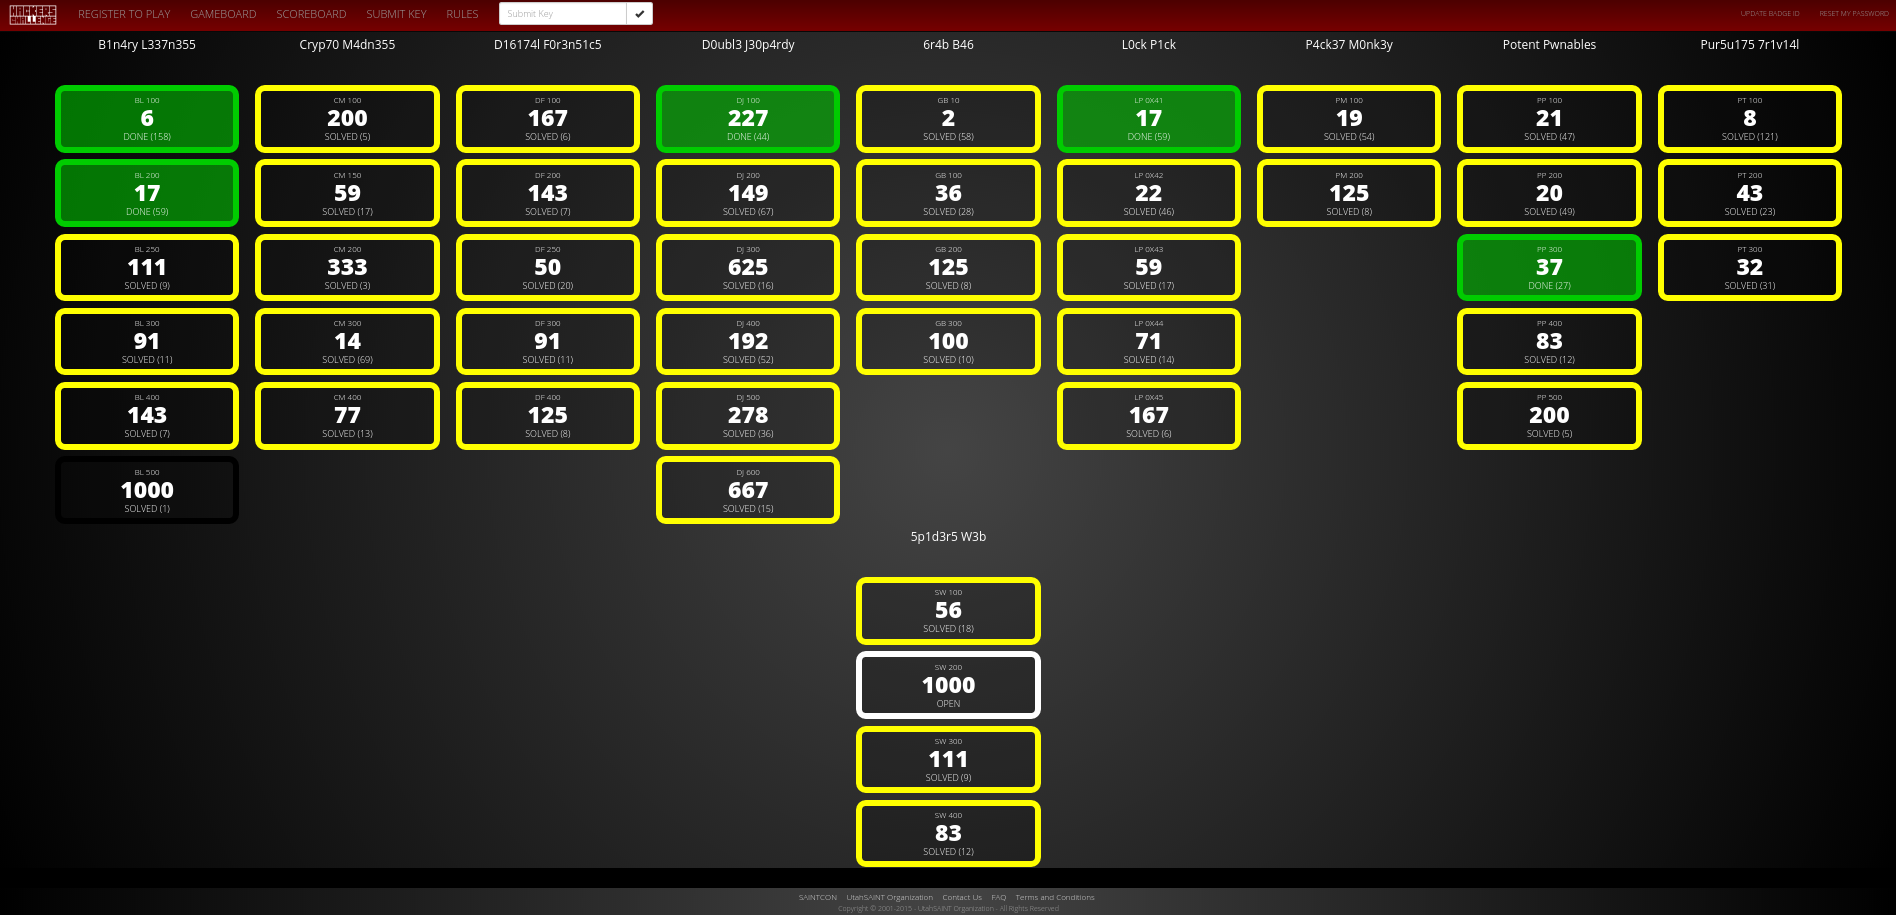 HACKERS CHALLENGE REGISTER TO PLAY GAMEBOARD SCOREBOARD SUBMIT KEY RULES Submit Key UPDATE BADGE ID RESET MY PASSWORD
B1n4ry L337n355 Cryp70 M4dn355 D16174l F0r3n51c5 D0ubl3 J30p4rdy 6r4b B46 L0ck P1ck P4ck37 M0nk3y Potent Pwnables Pur5u175 7r1v14l
BL 100 CM 100 DF 100 DJ 100 GB 10 LP 0X41 PM 100 PP 100 PT 100
6 200 167 227 2 17 19 21 8
DONE (158) SOLVED (5) SOLVED (6) DONE (44) SOLVED (58) DONE (59) SOLVED (54) SOLVED (47) SOLVED (121)
BL 200 CM 150 DF 200 DJ 200 GB 100 LP 0X42 PM 200 PP 200 PT 200
17 59 143 149 36 22 125 20 43
DONE (59) SOLVED (17) SOLVED (7) SOLVED (67) SOLVED (28) SOLVED (46) SOLVED (8) SOLVED (49) SOLVED (23)
BL 250 CM 200 DF 250 DJ 300 GB 200 LP 0X43 PP 300 PT 300
111 333 50 625 125 59 37 32
SOLVED (9) SOLVED (3) SOLVED (20) SOLVED (16) SOLVED (8) SOLVED (17) DONE (27) SOLVED (31)
BL 300 CM 300 DF 300 DJ 400 GB 300 LP 0X44 PP 400
91 14 91 192 100 71 83
SOLVED (11) SOLVED (69) SOLVED (11) SOLVED (52) SOLVED (10) SOLVED (14) SOLVED (12)
BL 400 CM 400 DF 400 DJ 500 LP 0X45 PP 500
143 77 125 278 167 200
SOLVED (7) SOLVED (13) SOLVED (8) SOLVED (36) SOLVED (6) SOLVED (5)
BL 500 DJ 600
1000 667
SOLVED (1) SOLVED (15)
5p1d3r5 W3b
SW 100
56
SOLVED (18)
SW 200
1000
OPEN
SW 300
111
SOLVED (9)
SW 400
83
SOLVED (12)
SAINTCON UtahSAINT Organization Contact Us FAQ Terms and Conditions
Copyright © 2001-2015 - UtahSAINT Organization - All Rights Reserved